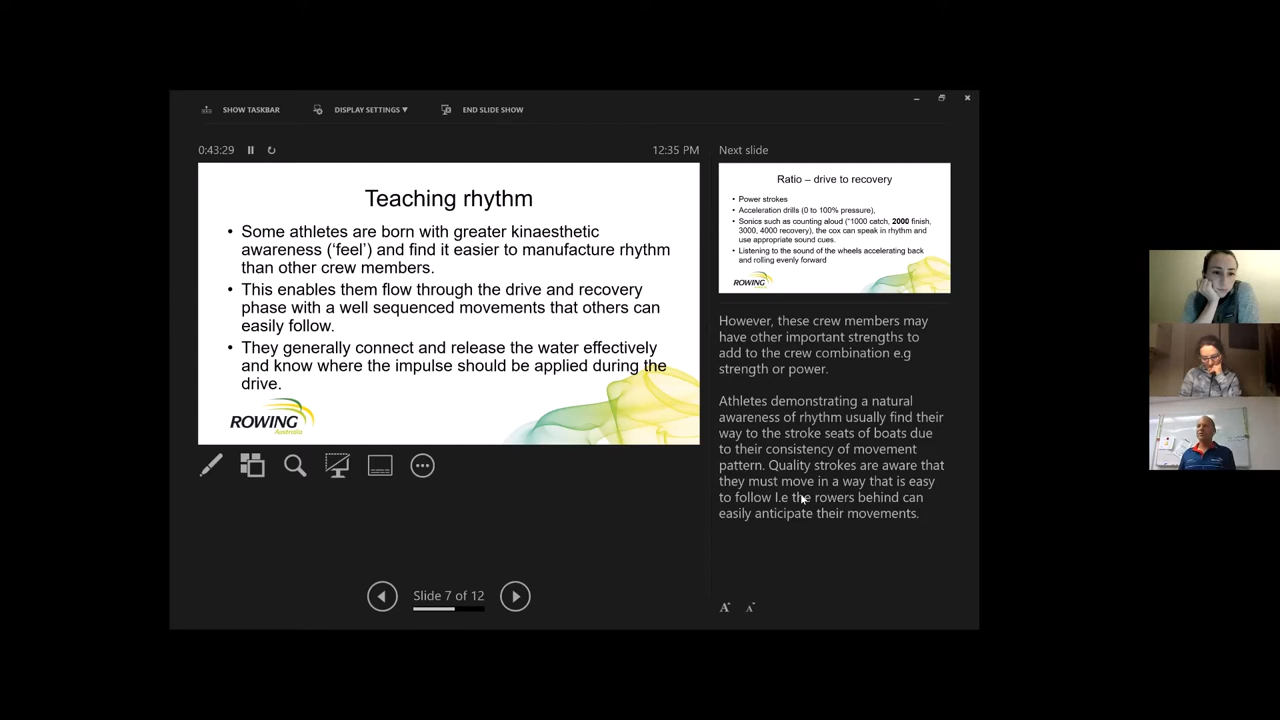 SHOW TASKBAR
DISPLAY SETTINGS ▼
END SLIDE SHOW
0:43:29
12:35 PM
Teaching rhythm
• Some athletes are born with greater kinaesthetic
awareness (‘feel’) and find it easier to manufacture rhythm
than other crew members.
• This enables them flow through the drive and recovery
phase with a well sequenced movements that others can
easily follow.
• They generally connect and release the water effectively
and know where the impulse should be applied during the
drive.
ROWING
Australia
Slide 7 of 12
Next slide
Ratio – drive to recovery
• Power strokes
• Acceleration drills (0 to 100% pressure),
• Sonics such as counting aloud (“1000 catch, 2000 finish,
3000, 4000 recovery), the cox can speak in rhythm and
use appropriate sound cues.
• Listening to the sound of the wheels accelerating back
and rolling evenly forward
ROWING
However, these crew members may
have other important strengths to
add to the crew combination e.g
strength or power.
Athletes demonstrating a natural
awareness of rhythm usually find their
way to the stroke seats of boats due
to their consistency of movement
pattern. Quality strokes are aware that
they must move in a way that is easy
to follow I.e the rowers behind can
easily anticipate their movements.
A A